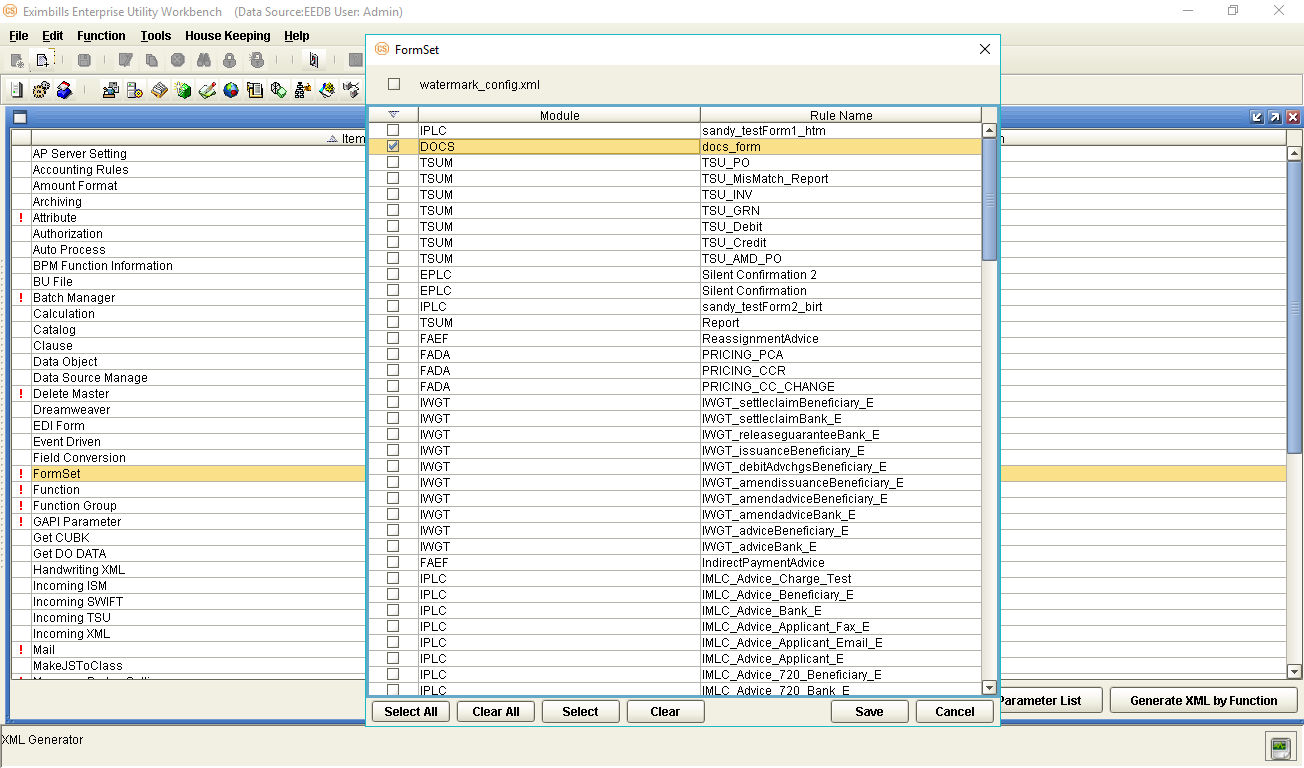 Eximbills Enterprise Utility Workbench (Data Source:EEDB User: Admin)
File Edit Function Tools House Keeping Help
FormSet
watermark_config.xml
Module Rule Name
IPLC sandy_testForm1_htm
DOCS docs_form
TSUM TSU_PO
TSUM TSU_MisMatch_Report
TSUM TSU_INV
TSUM TSU_GRN
TSUM TSU_Debit
TSUM TSU_Credit
TSUM TSU_AMD_PO
EPLC Silent Confirmation 2
EPLC Silent Confirmation
IPLC sandy_testForm2_birt
TSUM Report
FAEF ReassignmentAdvice
FADA PRICING_PCA
FADA PRICING_CCR
FADA PRICING_CC_CHANGE
IWGT IWGT_settleclaimBeneficiary_E
IWGT IWGT_settleclaimBank_E
IWGT IWGT_releaseguaranteeBank_E
IWGT IWGT_issuanceBeneficiary_E
IWGT IWGT_debitAdvchgsBeneficiary_E
IWGT IWGT_amendissuanceBeneficiary_E
IWGT IWGT_amendadviceBeneficiary_E
IWGT IWGT_amendadviceBank_E
IWGT IWGT_adviceBeneficiary_E
IWGT IWGT_adviceBank_E
FAEF IndirectPaymentAdvice
IPLC IMLC_Advice_Charge_Test
IPLC IMLC_Advice_Beneficiary_E
IPLC IMLC_Advice_Bank_E
IPLC IMLC_Advice_Applicant_Fax_E
IPLC IMLC_Advice_Applicant_Email_E
IPLC IMLC_Advice_Applicant_E
IPLC IMLC_Advice_720_Beneficiary_E
IPLC IMLC_Advice_720_Bank_E
Select All Clear All Select Clear Save Cancel
Item
AP Server Setting
Accounting Rules
Amount Format
Archiving
! Attribute
Authorization
Auto Process
BPM Function Information
BU File
! Batch Manager
Calculation
Catalog
Clause
Data Object
Data Source Manage
! Delete Master
Dreamweaver
EDI Form
Event Driven
Field Conversion
! FormSet
! Function
! Function Group
! GAPI Parameter
Get CUBK
Get DO DATA
Handwriting XML
Incoming ISM
Incoming SWIFT
Incoming TSU
Incoming XML
! Mail
MakeJSToClass
Parameter List Generate XML by Function
XML Generator